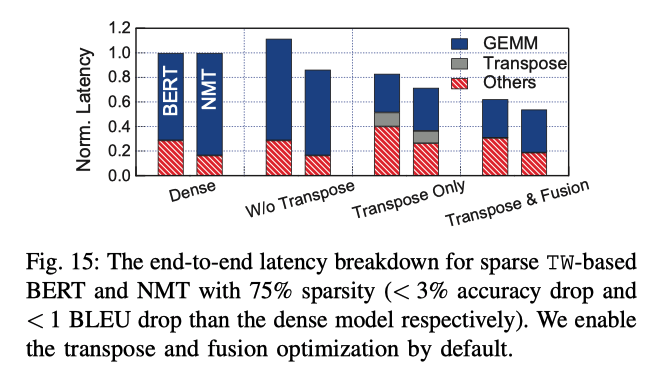 1.2
1.0
0.8
0.6
0.4
0.2
0.0
Norm. Latency
BERT
NMT
GEMM
Transpose
Others
Dense
W/o Transpose
Transpose Only
Transpose & Fusion
Fig. 15: The end-to-end latency breakdown for sparse TW-based
BERT and NMT with 75% sparsity (< 3% accuracy drop and
< 1 BLEU drop than the dense model respectively). We enable
the transpose and fusion optimization by default.